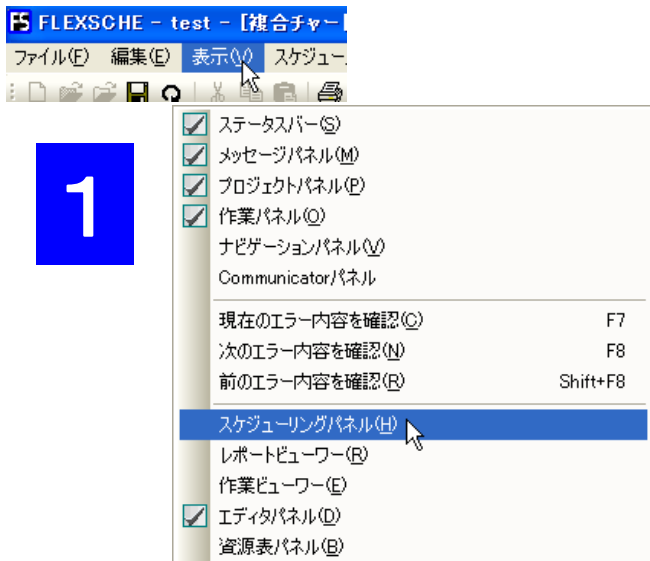 FS FLEXSCHE - test - [複合チャー
ファイル(F) 編集(E) 表示(V) スケジュー
1
ステータスバー(S)
メッセージパネル(M)
プロジェクトパネル(P)
作業パネル(O)
ナビゲーションパネル(V)
Communicatorパネル
現在のエラー内容を確認(C) F7
次のエラー内容を確認(N) F8
前のエラー内容を確認(R) Shift+F8
スケジューリングパネル(H)
レポートビューワー(R)
作業ビューワー(E)
エディタパネル(D)
資源表パネル(B)